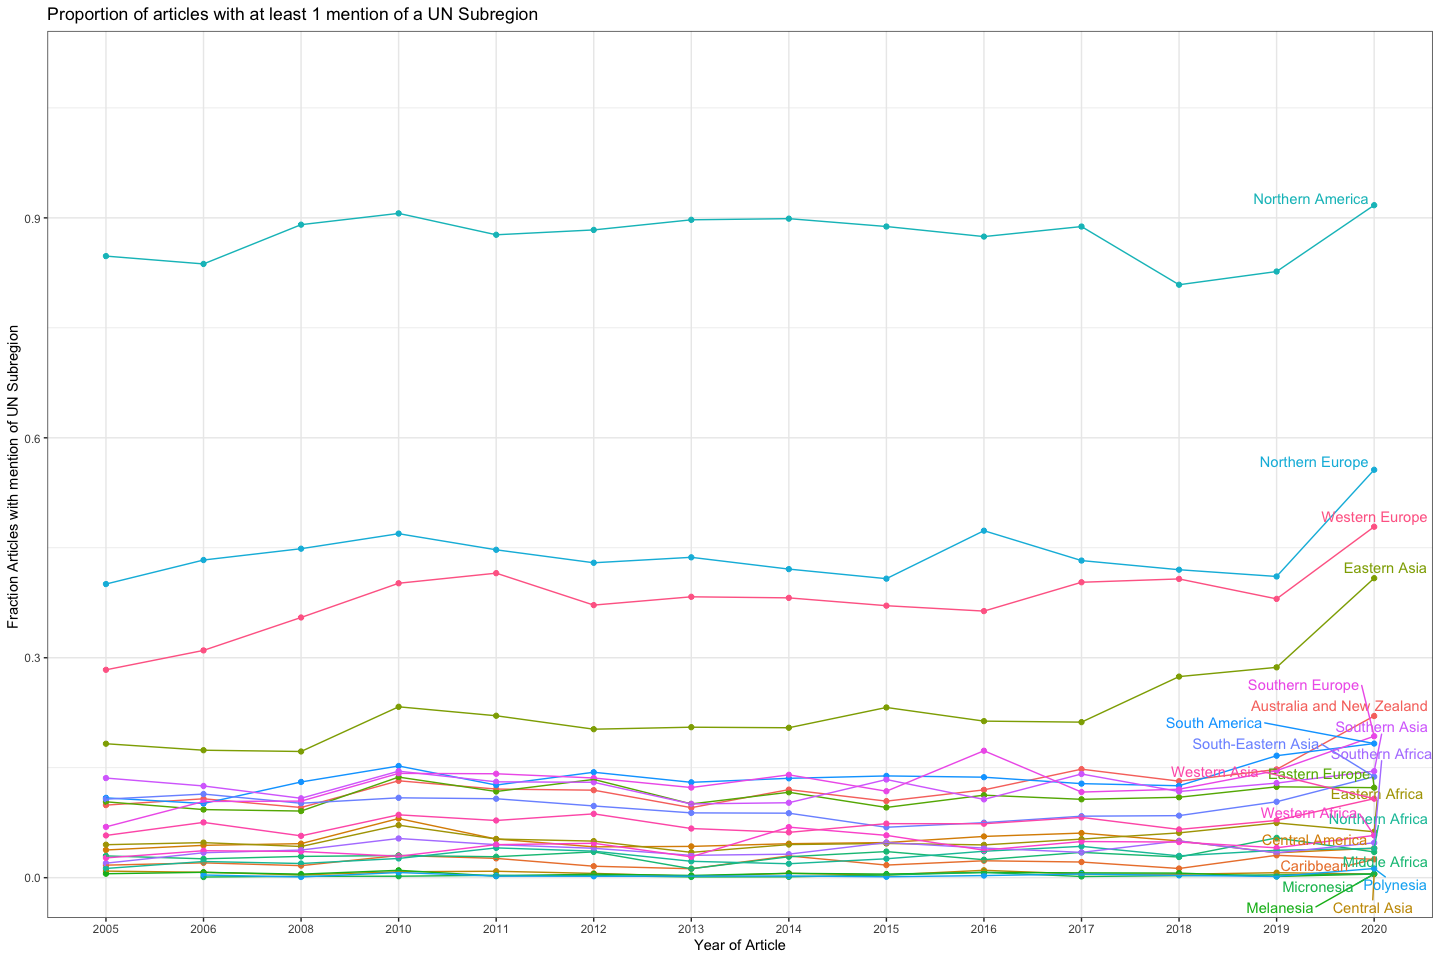 Proportion of articles with at least 1 mention of a UN Subregion
Fraction Articles with mention of UN Subregion
0.9
0.6
0.3
0.0
Northern America
Northern Europe
Western Europe
Eastern Asia
Southern Europe
Australia and New Zealand
South America
Southern Asia
South-Eastern Asia
Southern Africa
Western Asia
Eastern Europe
Eastern Africa
Western Africa
Northern Africa
Central America
Middle Africa
Caribbean
Micronesia
Polynesia
Melanesia
Central Asia
2005 2006 2008 2010 2011 2012 2013 2014 2015 2016 2017 2018 2019 2020
Year of Article